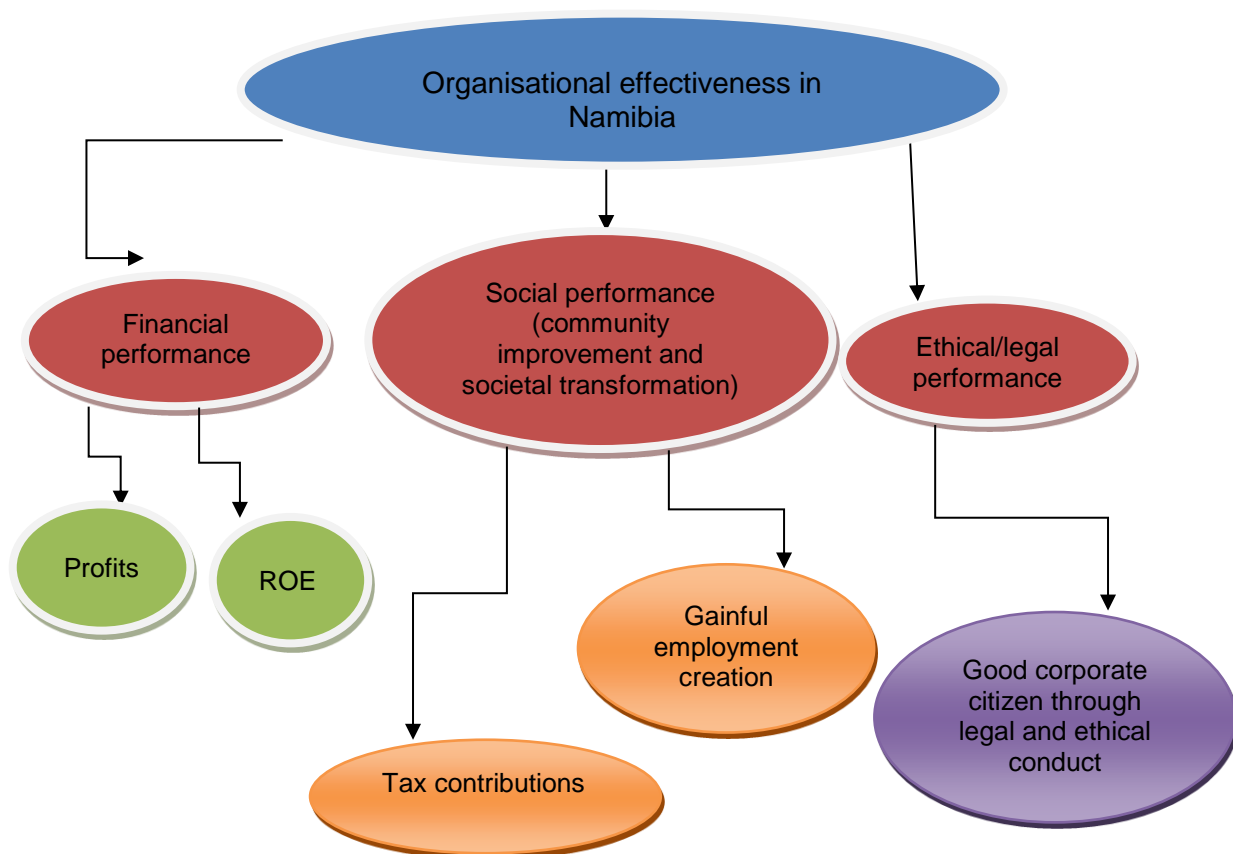 Organisational effectiveness in
Namibia
Financial
performance
Social performance
(community
improvement and
societal transformation)
Ethical/legal
performance
Profits
ROE
Tax contributions
Gainful
employment
creation
Good corporate
citizen through
legal and ethical
conduct